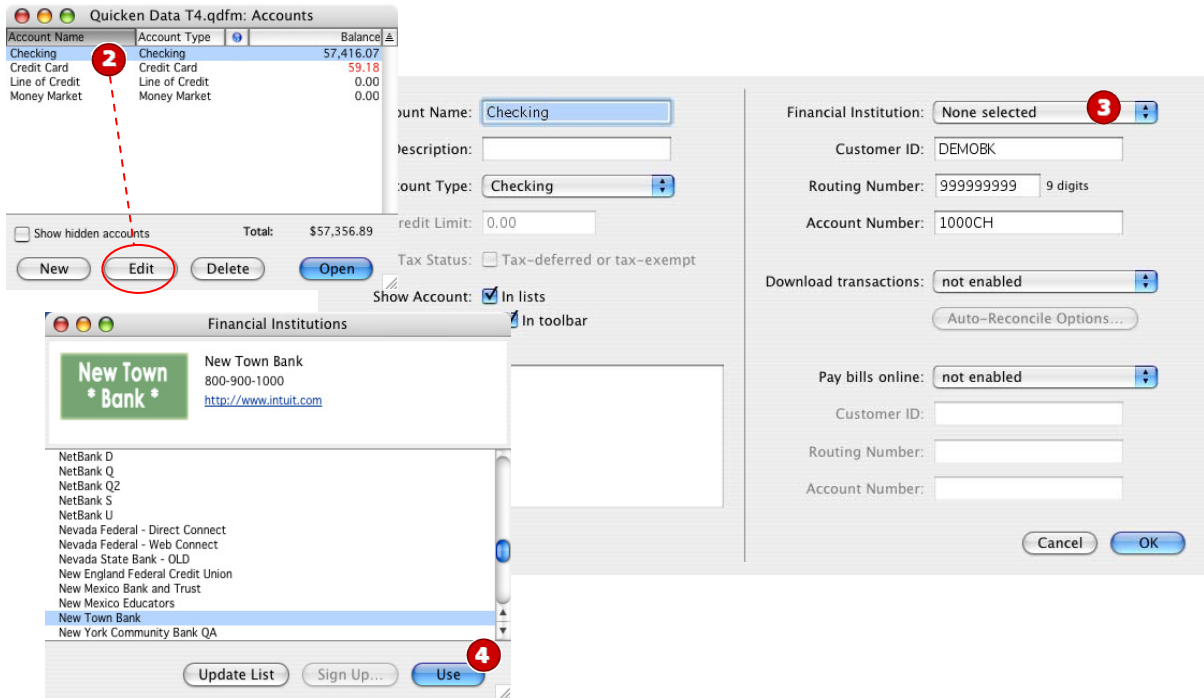 Quicken Data T4.qdfm: Accounts
Account Name Account Type Balance
Checking Checking 57,416.07
2
Credit Card Credit Card 59.18
Line of Credit Line of Credit 0.00
Money Market Money Market 0.00
Show hidden accounts Total: $57,356.89
New Edit Delete Open
ount Name: Checking
Description:
count Type: Checking
redit Limit: 0.00
Tax Status: Tax-deferred or tax-exempt
Show Account: In lists
In toolbar
Financial Institution: None selected 3
Customer ID: DEMOBK
Routing Number: 999999999 9 digits
Account Number: 1000CH
Download transactions: not enabled
Auto-Reconcile Options...
Pay bills online: not enabled
Customer ID:
Routing Number:
Account Number:
Cancel OK
Financial Institutions
New Town
* Bank *
New Town Bank
800-900-1000
http://www.intuit.com
NetBank D
NetBank Q
NetBank Q2
NetBank S
NetBank U
Nevada Federal - Direct Connect
Nevada Federal - Web Connect
Nevada State Bank - OLD
New England Federal Credit Union
New Mexico Bank and Trust
New Mexico Educators
New Town Bank
New York Community Bank QA
4
Update List Sign Up... Use